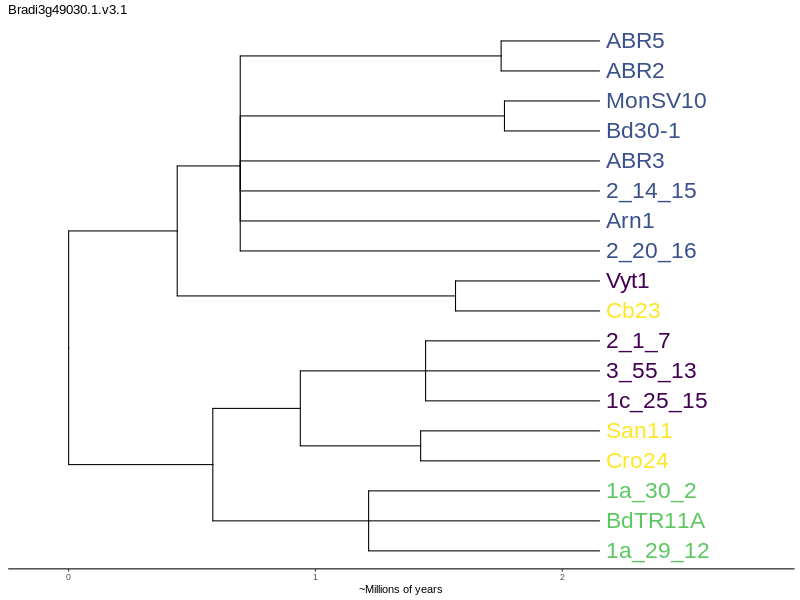 Bradi3g49030.1.v3.1
ABR5
ABR2
MonSV10
Bd30-1
ABR3
2_14_15
Arn1
2_20_16
Vyt1
Cb23
2_1_7
3_55_13
1c_25_15
San11
Cro24
1a_30_2
BdTR11A
1a_29_12
0 1 2
~Millions of years